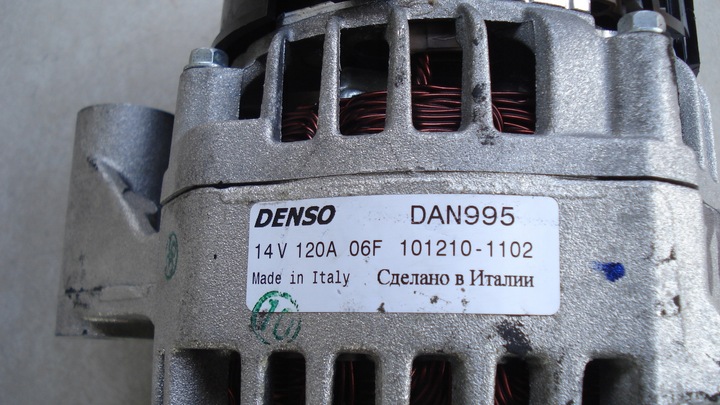 DENSO DAN995
14V 120A 06F 101210-1102
Made in Italy Сделано в Италии